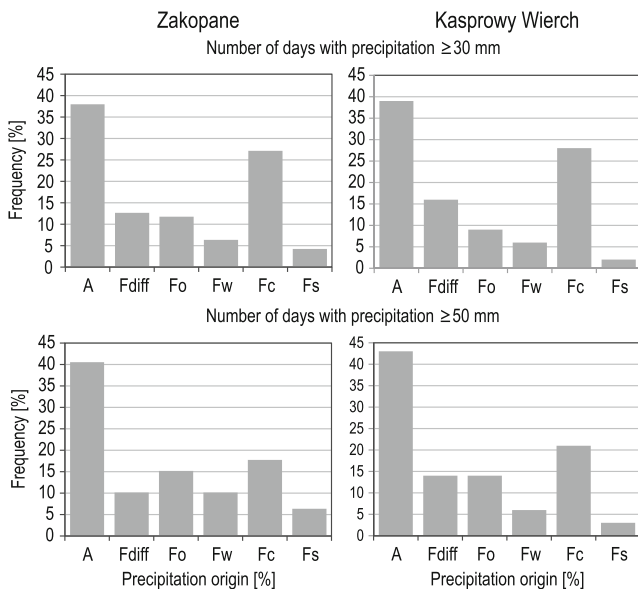 Zakopane Kasprowy Wierch
Number of days with precipitation ≥30 mm
Frequency [%]
45 45
40 40
35 35
30 30
25 25
20 20
15 15
10 10
5 5
0 0
A Fdiff Fo Fw Fc Fs A Fdiff Fo Fw Fc Fs
Number of days with precipitation ≥50 mm
Frequency [%]
45 45
40 40
35 35
30 30
25 25
20 20
15 15
10 10
5 5
0 0
A Fdiff Fo Fw Fc Fs A Fdiff Fo Fw Fc Fs
Precipitation origin [%] Precipitation origin [%]